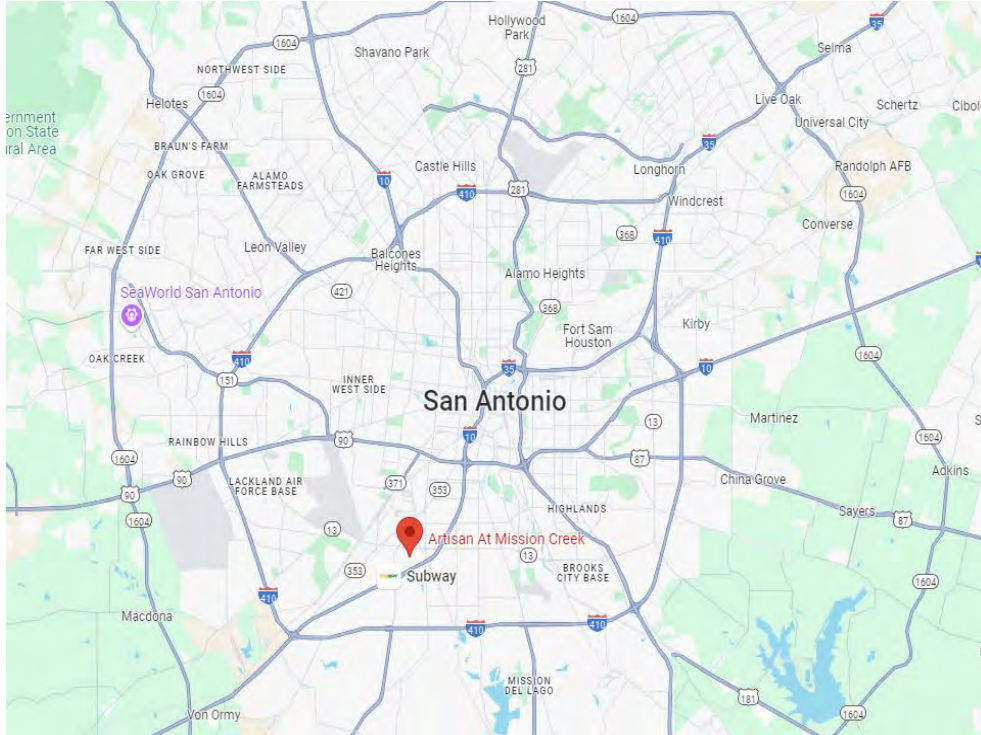 Hollywood
Park
1604
35
Shavano Park
1604
Selma
NORTHWEST SIDE
281
Live Oak
1604
Helotes
Schertz
Cibol
ernment
on State
ural Area
Universal City
BRAUN'S FARM
35
OAK GROVE
ALAMO
FARMSTEADS
Castle Hills
Longhorn
Randolph AFB
10
410
281
1604
Windcrest
Converse
FAR WEST SIDE
Leon Valley
Balcones
Heights
368
410
Alamo Heights
SeaWorld San Antonio
421
368
Fort Sam
Houston
Kirby
OAK CREEK
410
35
10
1604
151
INNER
WEST SIDE
San Antonio
Martinez
13
RAINBOW HILLS
90
10
1604
1604
90
90
LACKLAND AIR
FORCE BASE
371
353
87
China Grove
Adkins
1604
HIGHLANDS
Sayers
87
13
Artisan At Mission Creek
13
353
Subway
BROOKS
CITY BASE
1604
410
Macdona
410
410
MISSION
DEL LAGO
181
Von Ormy
1604